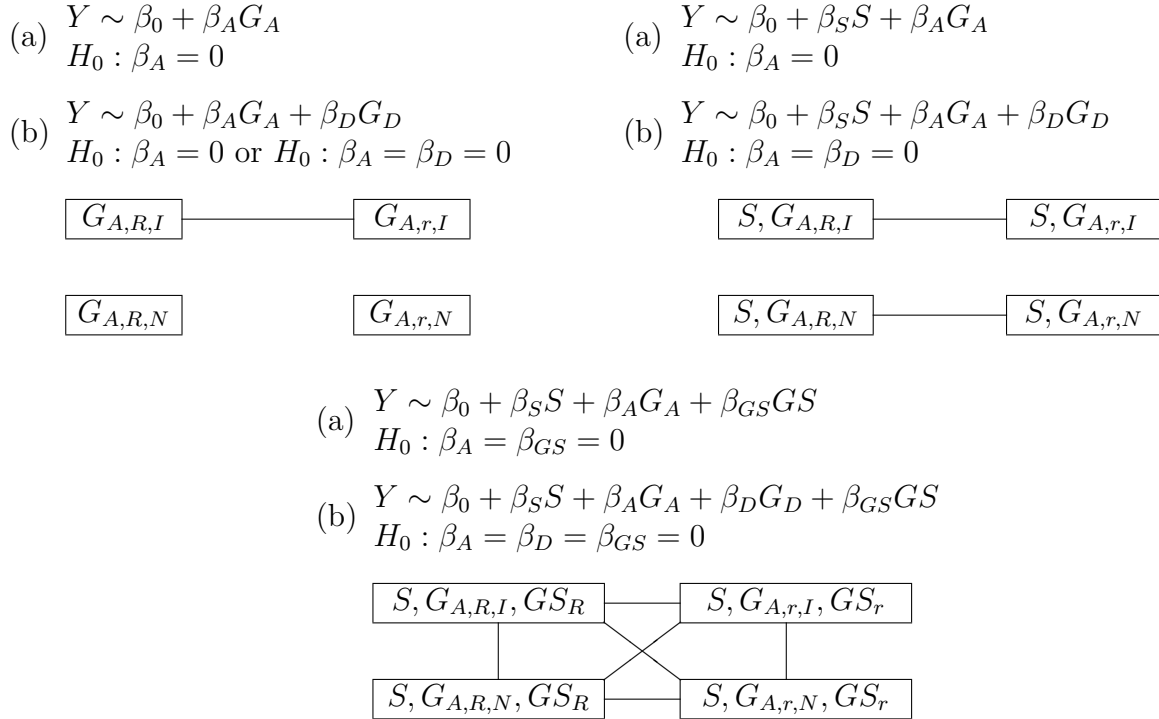 (a) Y ∼ β_0 + β_A G_A
H_0 : β_A = 0
(b) Y ∼ β_0 + β_A G_A + β_D G_D
H_0 : β_A = 0 or H_0 : β_A = β_D = 0
G_{A,R,I} G_{A,r,I}
G_{A,R,N} G_{A,r,N}
(a) Y ∼ β_0 + β_S S + β_A G_A
H_0 : β_A = 0
(b) Y ∼ β_0 + β_S S + β_A G_A + β_D G_D
H_0 : β_A = β_D = 0
S, G_{A,R,I} S, G_{A,r,I}
S, G_{A,R,N} S, G_{A,r,N}
(a) Y ∼ β_0 + β_S S + β_A G_A + β_{GS} GS
H_0 : β_A = β_{GS} = 0
(b) Y ∼ β_0 + β_S S + β_A G_A + β_D G_D + β_{GS} GS
H_0 : β_A = β_D = β_{GS} = 0
S, G_{A,R,I}, GS_R S, G_{A,r,I}, GS_r
S, G_{A,R,N}, GS_R S, G_{A,r,N}, GS_r